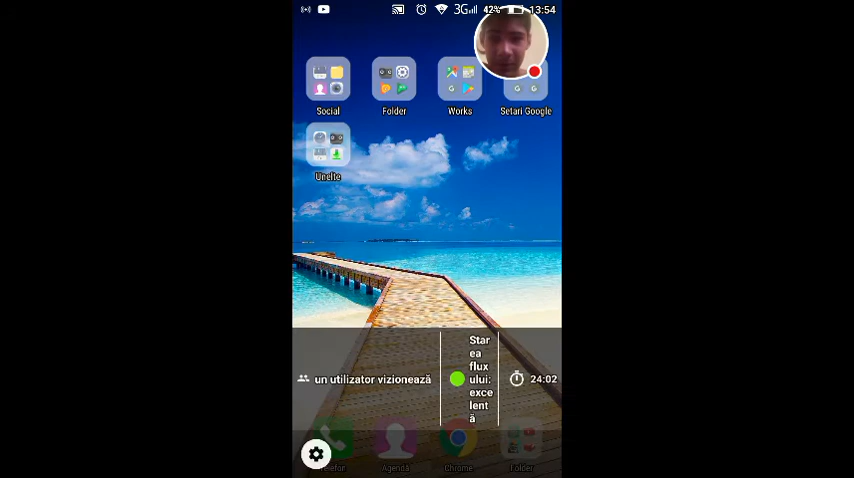 3G 42% 13:54
Social
Folder
Works
Setari Google
Unelte
un utilizator vizionează
Star
ea
flux
ului:
exce
lent
ă
24:02
Telefon
Agendă
Chrome
Folder